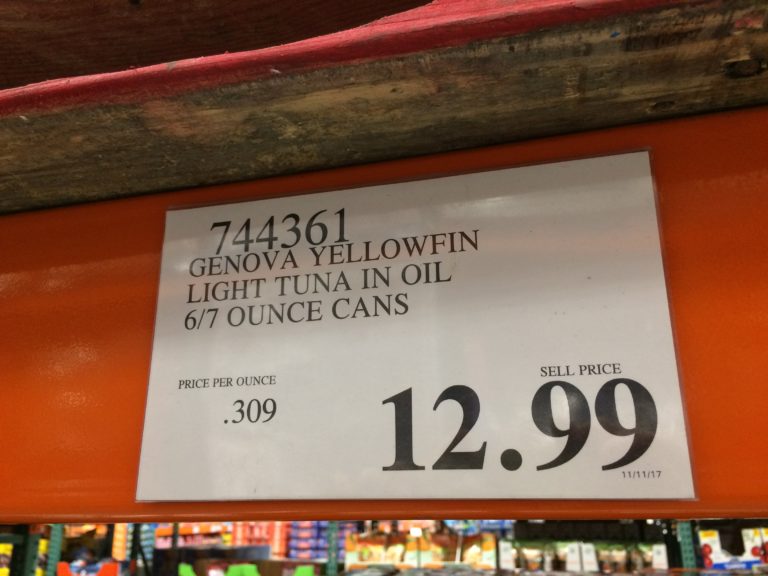 744361
GENOVA YELLOWFIN
LIGHT TUNA IN OIL
6/7 OUNCE CANS
PRICE PER OUNCE
.309
SELL PRICE
12.99
11/11/17